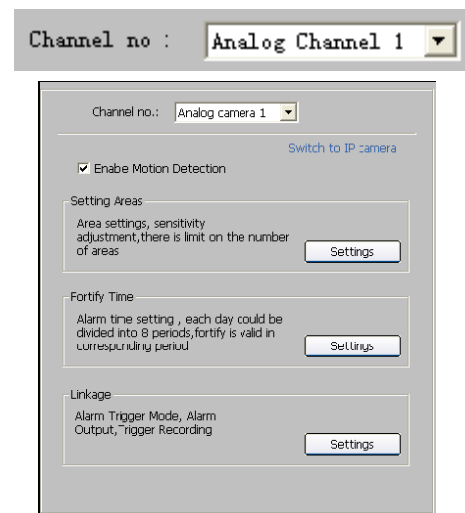 Channel no : Analog Channel 1
Channel no.: Analog camera 1
Switch to IP camera
Enabe Motion Detection
Setting Areas
Area settings, sensitivity
adjustment,there is limit on the number
of areas
Settings
Fortify Time
Alarm time setting , each day could be
divided into 8 periods,fortify is valid in
corresponding period
Settings
Linkage
Alarm Trigger Mode, Alarm
Output,Trigger Recording
Settings